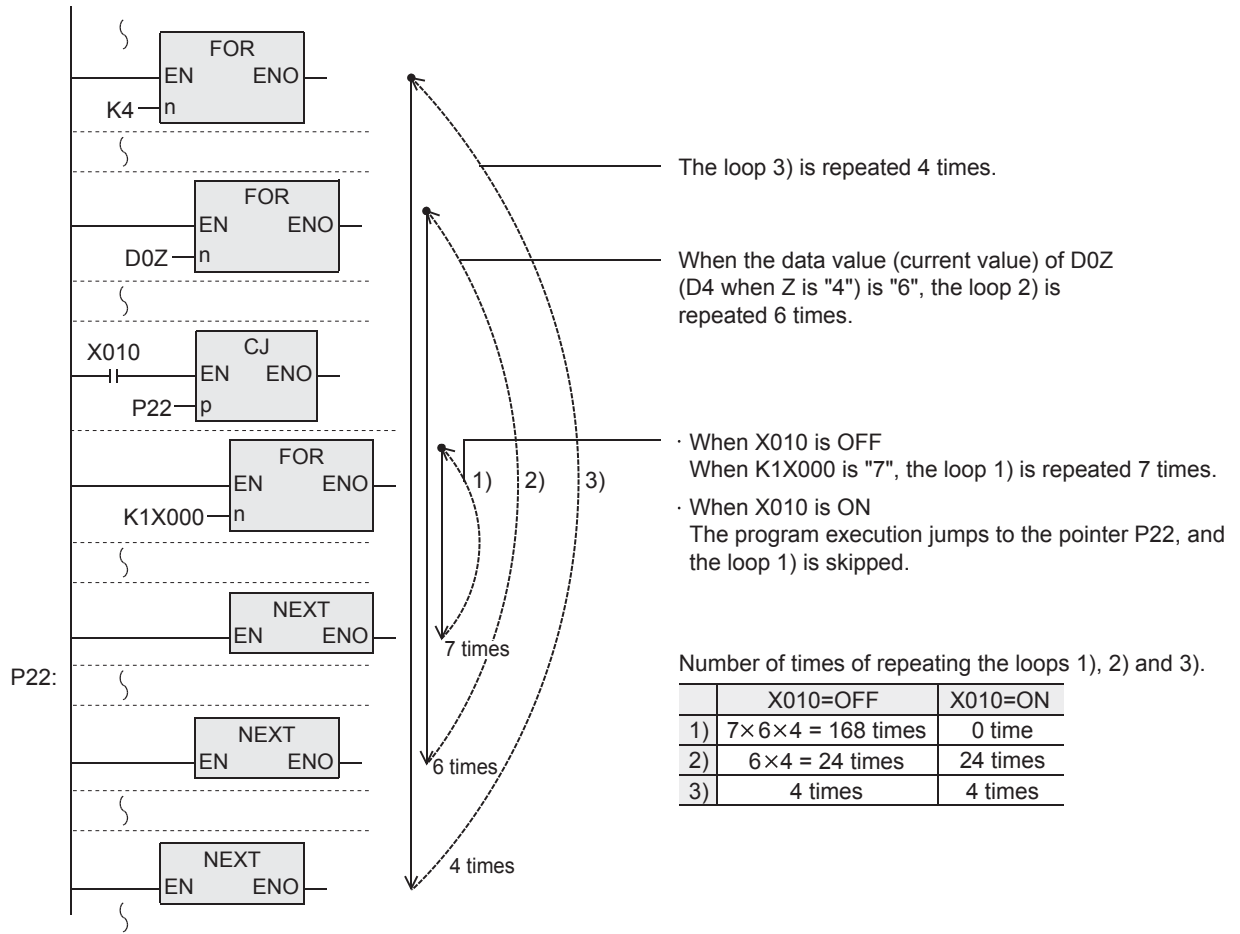 FOR
EN ENO
K4 n
FOR
EN ENO
D0Z n
X010
CJ
EN ENO
P22 p
FOR
EN ENO
K1X000 n
NEXT
EN ENO
P22:
NEXT
EN ENO
NEXT
EN ENO
1) 2) 3)
7 times
6 times
4 times
The loop 3) is repeated 4 times.
When the data value (current value) of D0Z
(D4 when Z is "4") is "6", the loop 2) is
repeated 6 times.
· When X010 is OFF
When K1X000 is "7", the loop 1) is repeated 7 times.
· When X010 is ON
The program execution jumps to the pointer P22, and
the loop 1) is skipped.
Number of times of repeating the loops 1), 2) and 3).
X010=OFF X010=ON
1) 7×6×4 = 168 times 0 time
2) 6×4 = 24 times 24 times
3) 4 times 4 times